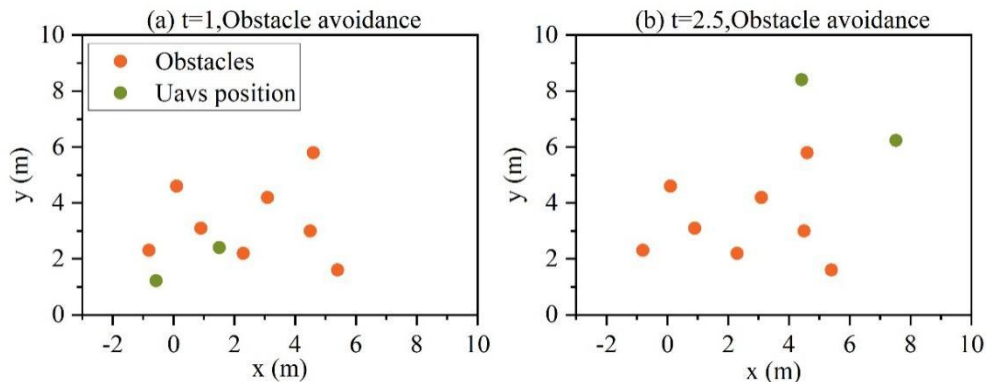 (a) t=1,Obstacle avoidance
10
8
6
4
2
0
y (m)
Obstacles
Uavs position
-2 0 2 4 6 8 10
x (m)
(b) t=2.5,Obstacle avoidance
10
8
6
4
2
0
y (m)
-2 0 2 4 6 8 10
x (m)